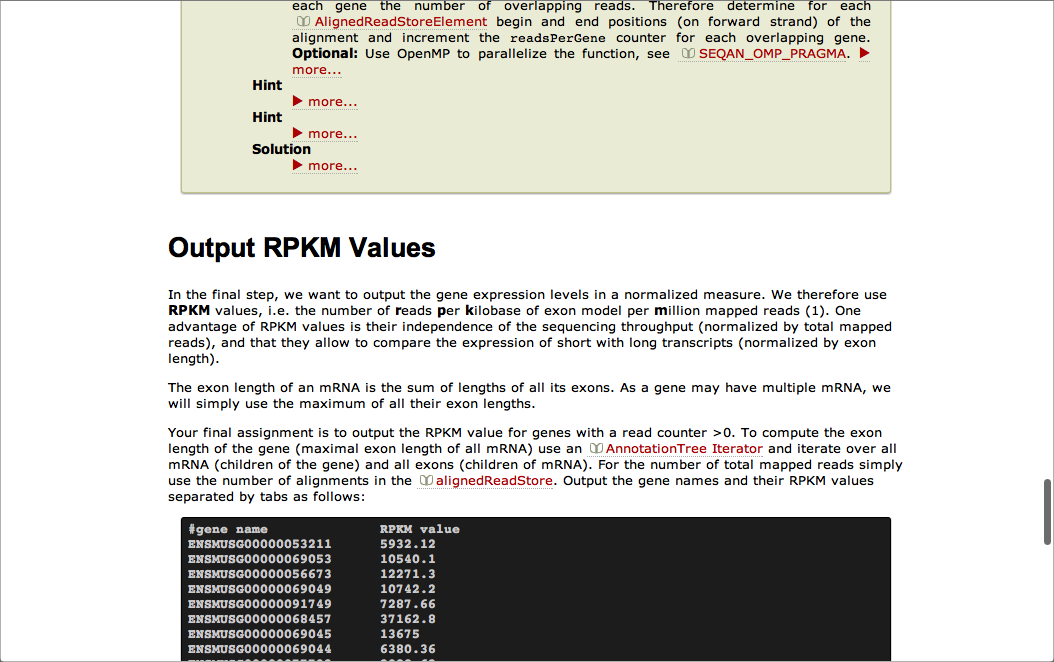 each gene the number of overlapping reads. Therefore determine for each
AlignedReadStoreElement begin and end positions (on forward strand) of the
alignment and increment the readsPerGene counter for each overlapping gene.
Optional: Use OpenMP to parallelize the function, see SEQAN_OMP_PRAGMA. ▶
more...
Hint
▶ more...
Hint
▶ more...
Solution
▶ more...
Output RPKM Values
In the final step, we want to output the gene expression levels in a normalized measure. We therefore use
RPKM values, i.e. the number of reads per kilobase of exon model per million mapped reads (1). One
advantage of RPKM values is their independence of the sequencing throughput (normalized by total mapped
reads), and that they allow to compare the expression of short with long transcripts (normalized by exon
length).
The exon length of an mRNA is the sum of lengths of all its exons. As a gene may have multiple mRNA, we
will simply use the maximum of all their exon lengths.
Your final assignment is to output the RPKM value for genes with a read counter >0. To compute the exon
length of the gene (maximal exon length of all mRNA) use an AnnotationTree Iterator and iterate over all
mRNA (children of the gene) and all exons (children of mRNA). For the number of total mapped reads simply
use the number of alignments in the alignedReadStore. Output the gene names and their RPKM values
separated by tabs as follows:
#gene name RPKM value
ENSMUSG00000053211 5932.12
ENSMUSG00000069053 10540.1
ENSMUSG00000056673 12271.3
ENSMUSG00000069049 10742.2
ENSMUSG00000091749 7287.66
ENSMUSG00000068457 37162.8
ENSMUSG00000069045 13675
ENSMUSG00000069044 6380.36